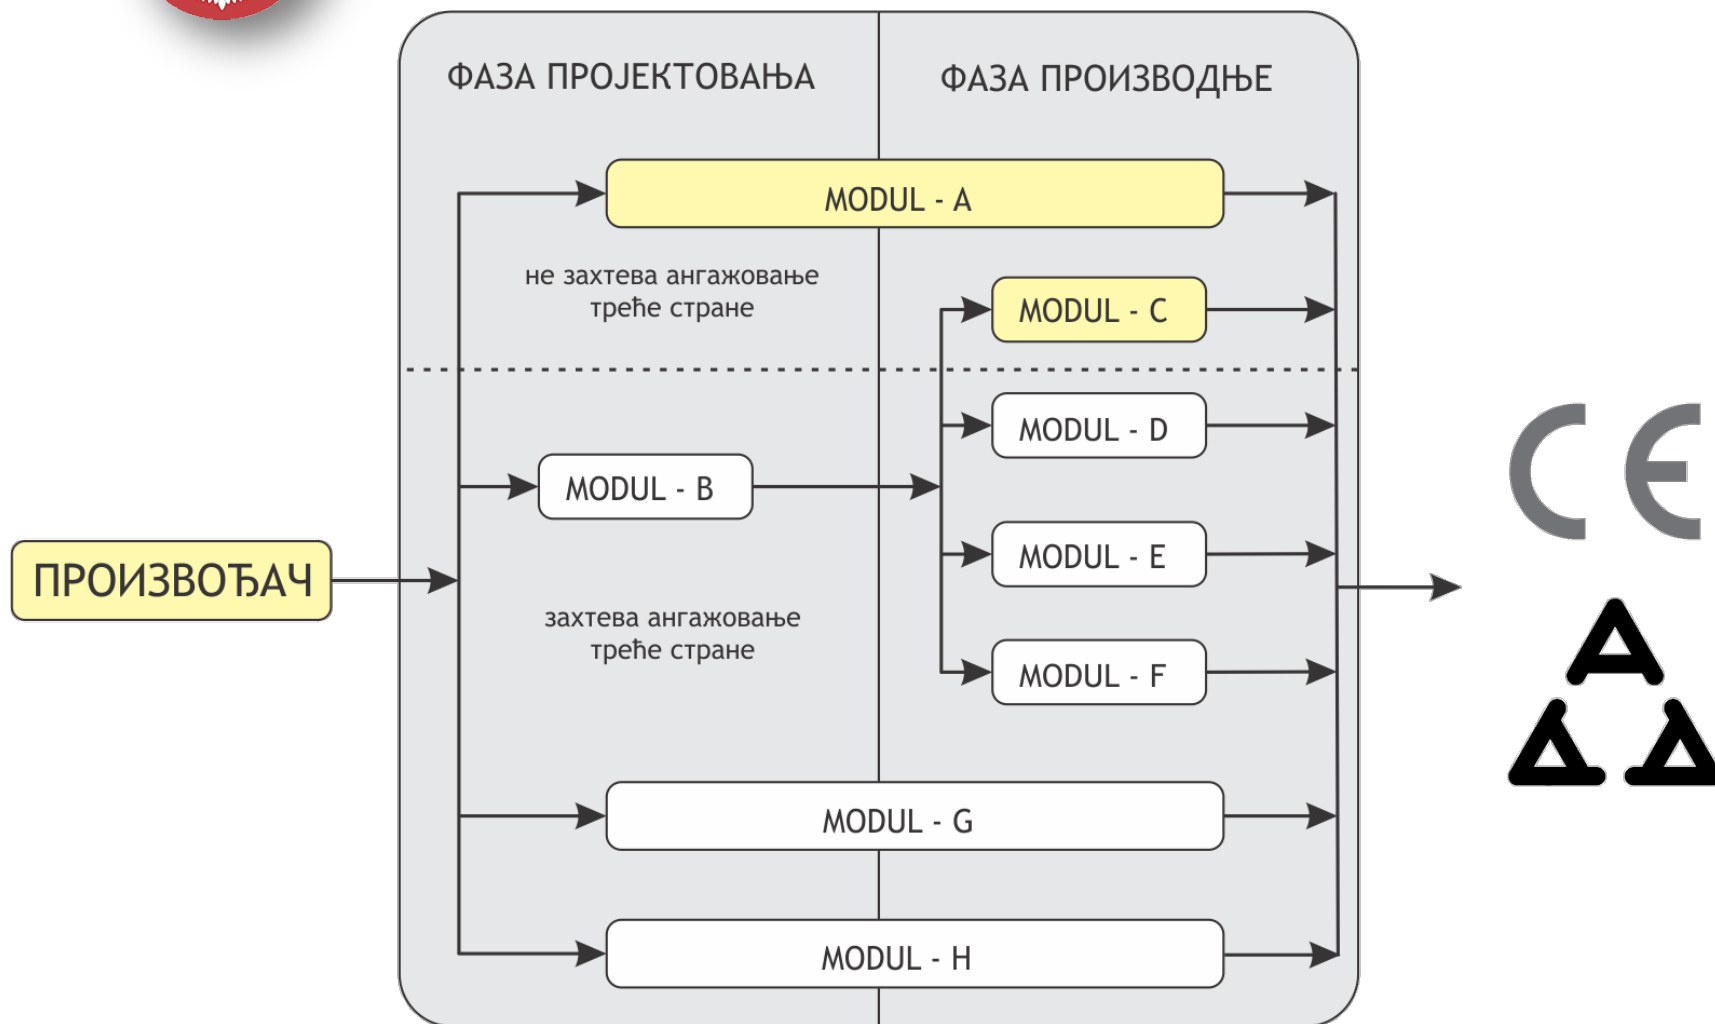 ФАЗА ПРОЈЕКТОВАЊА
ФАЗА ПРОИЗВОДЊЕ
MODUL - A
не захтева ангажовање
треће стране
MODUL - C
MODUL - D
MODUL - B
MODUL - E
ПРОИЗВОЂАЧ
захтева ангажовање
треће стране
MODUL - F
MODUL - G
MODUL - H
CE
AAA